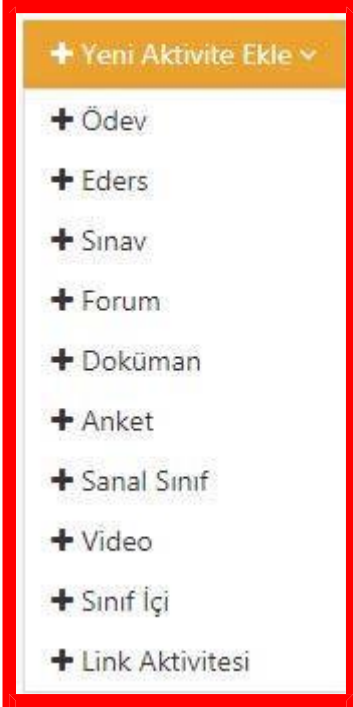 + Yeni Aktivite Ekle
+ Ödev
+ Eders
+ Sınav
+ Forum
+ Doküman
+ Anket
+ Sanal Sınıf
+ Video
+ Sınıf İçi
+ Link Aktivitesi